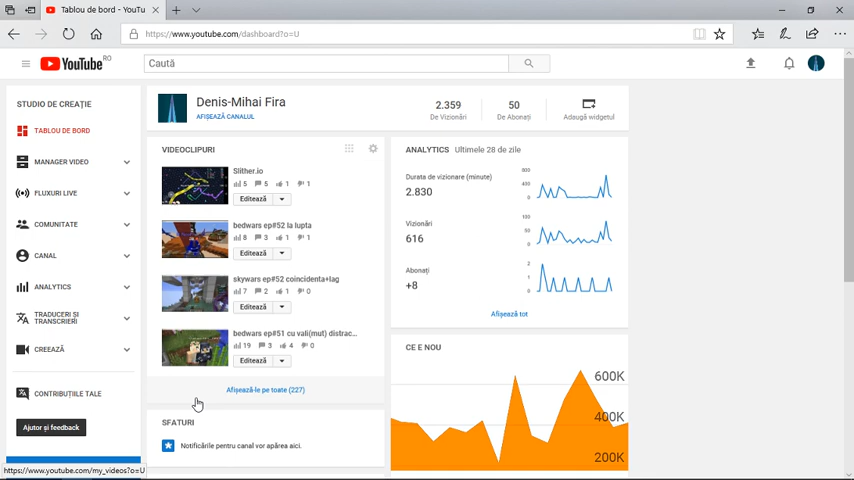 Tablou de bord - YouTu
https://www.youtube.com/dashboard?o=U
YouTube RO
Caută
STUDIO DE CREAȚIE
TABLOU DE BORD
MANAGER VIDEO
FLUXURI LIVE
COMUNITATE
CANAL
ANALYTICS
TRADUCERI ȘI
TRANSCRIERI
CREEAZĂ
CONTRIBUȚIILE TALE
Ajutor și feedback
https://www.youtube.com/my_videos?o=U
Denis-Mihai Fira
AFIȘEAZĂ CANALUL
2.359
De Vizionări
50
De Abonați
Adaugă widgetul
VIDEOCLIPURI
Slither.io
5 5 1 1
Editează
bedwars ep#52 la lupta
8 3 1 1
Editează
skywars ep#52 coincidenta+lag
7 2 1 0
Editează
bedwars ep#51 cu vali(mut) distrac...
19 3 4 0
Editează
Afișează-le pe toate (227)
SFATURI
Notificările pentru canal vor apărea aici.
ANALYTICS Ultimele 28 de zile
Durata de vizionare (minute)
2.830
800
400
0
Vizionări
616
100
50
0
Abonați
+8
2
1
0
Afișează tot
CE E NOU
600K
400K
200K